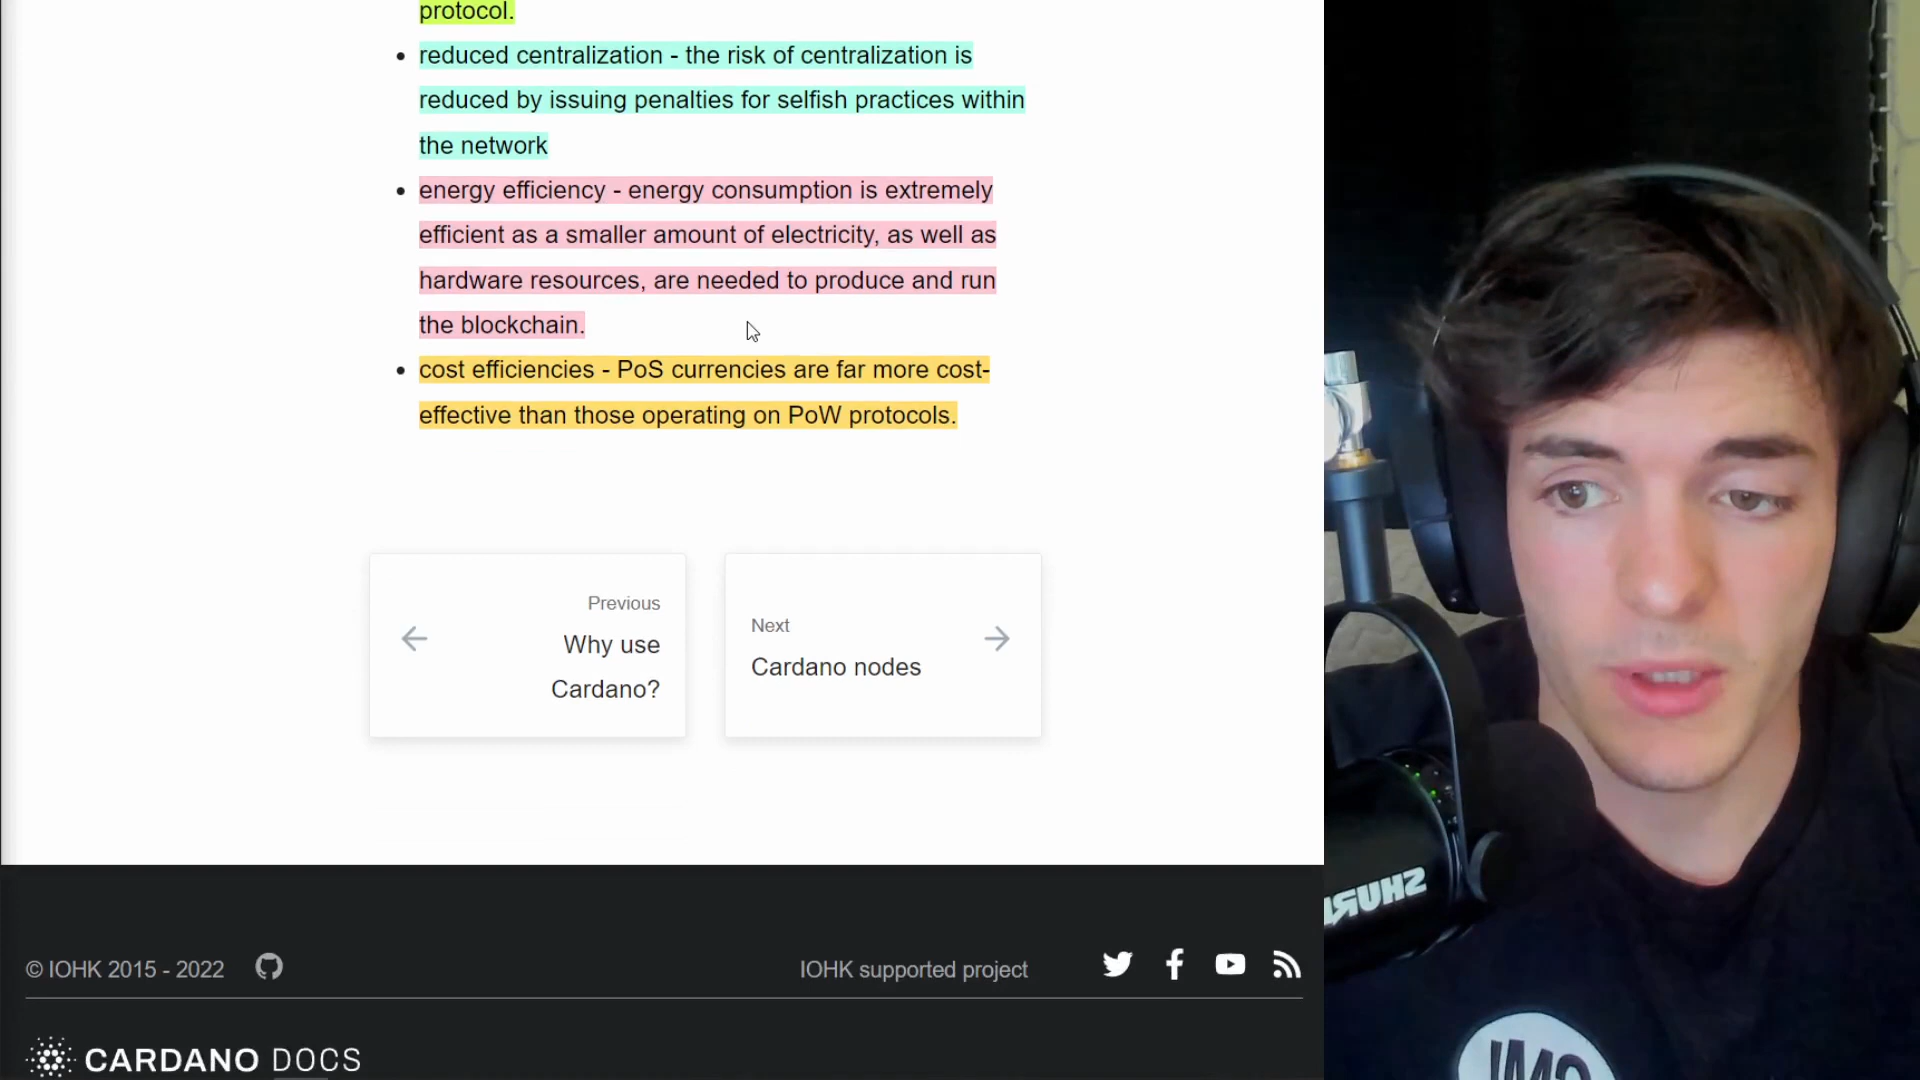 protocol.
reduced centralization - the risk of centralization is
reduced by issuing penalties for selfish practices within
the network
energy efficiency - energy consumption is extremely
efficient as a smaller amount of electricity, as well as
hardware resources, are needed to produce and run
the blockchain.
cost efficiencies - PoS currencies are far more cost-
effective than those operating on PoW protocols.
Previous
Why use
Cardano?
Next
Cardano nodes
© IOHK 2015 - 2022
IOHK supported project
CARDANO DOCS
SHURE